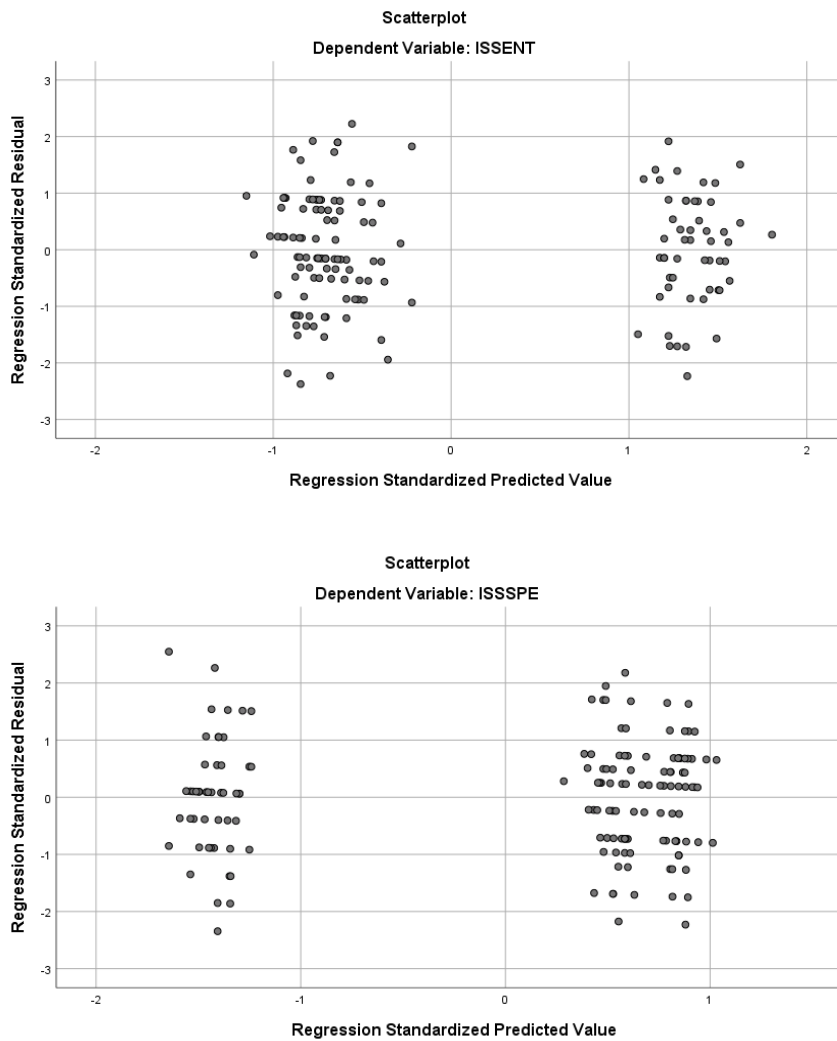 Scatterplot
Dependent Variable: ISSENT
Regression Standardized Residual
3
2
1
0
-1
-2
-3
-2
-1
0
1
2
Regression Standardized Predicted Value
Scatterplot
Dependent Variable: ISSSPE
Regression Standardized Residual
3
2
1
0
-1
-2
-3
-2
-1
0
1
Regression Standardized Predicted Value